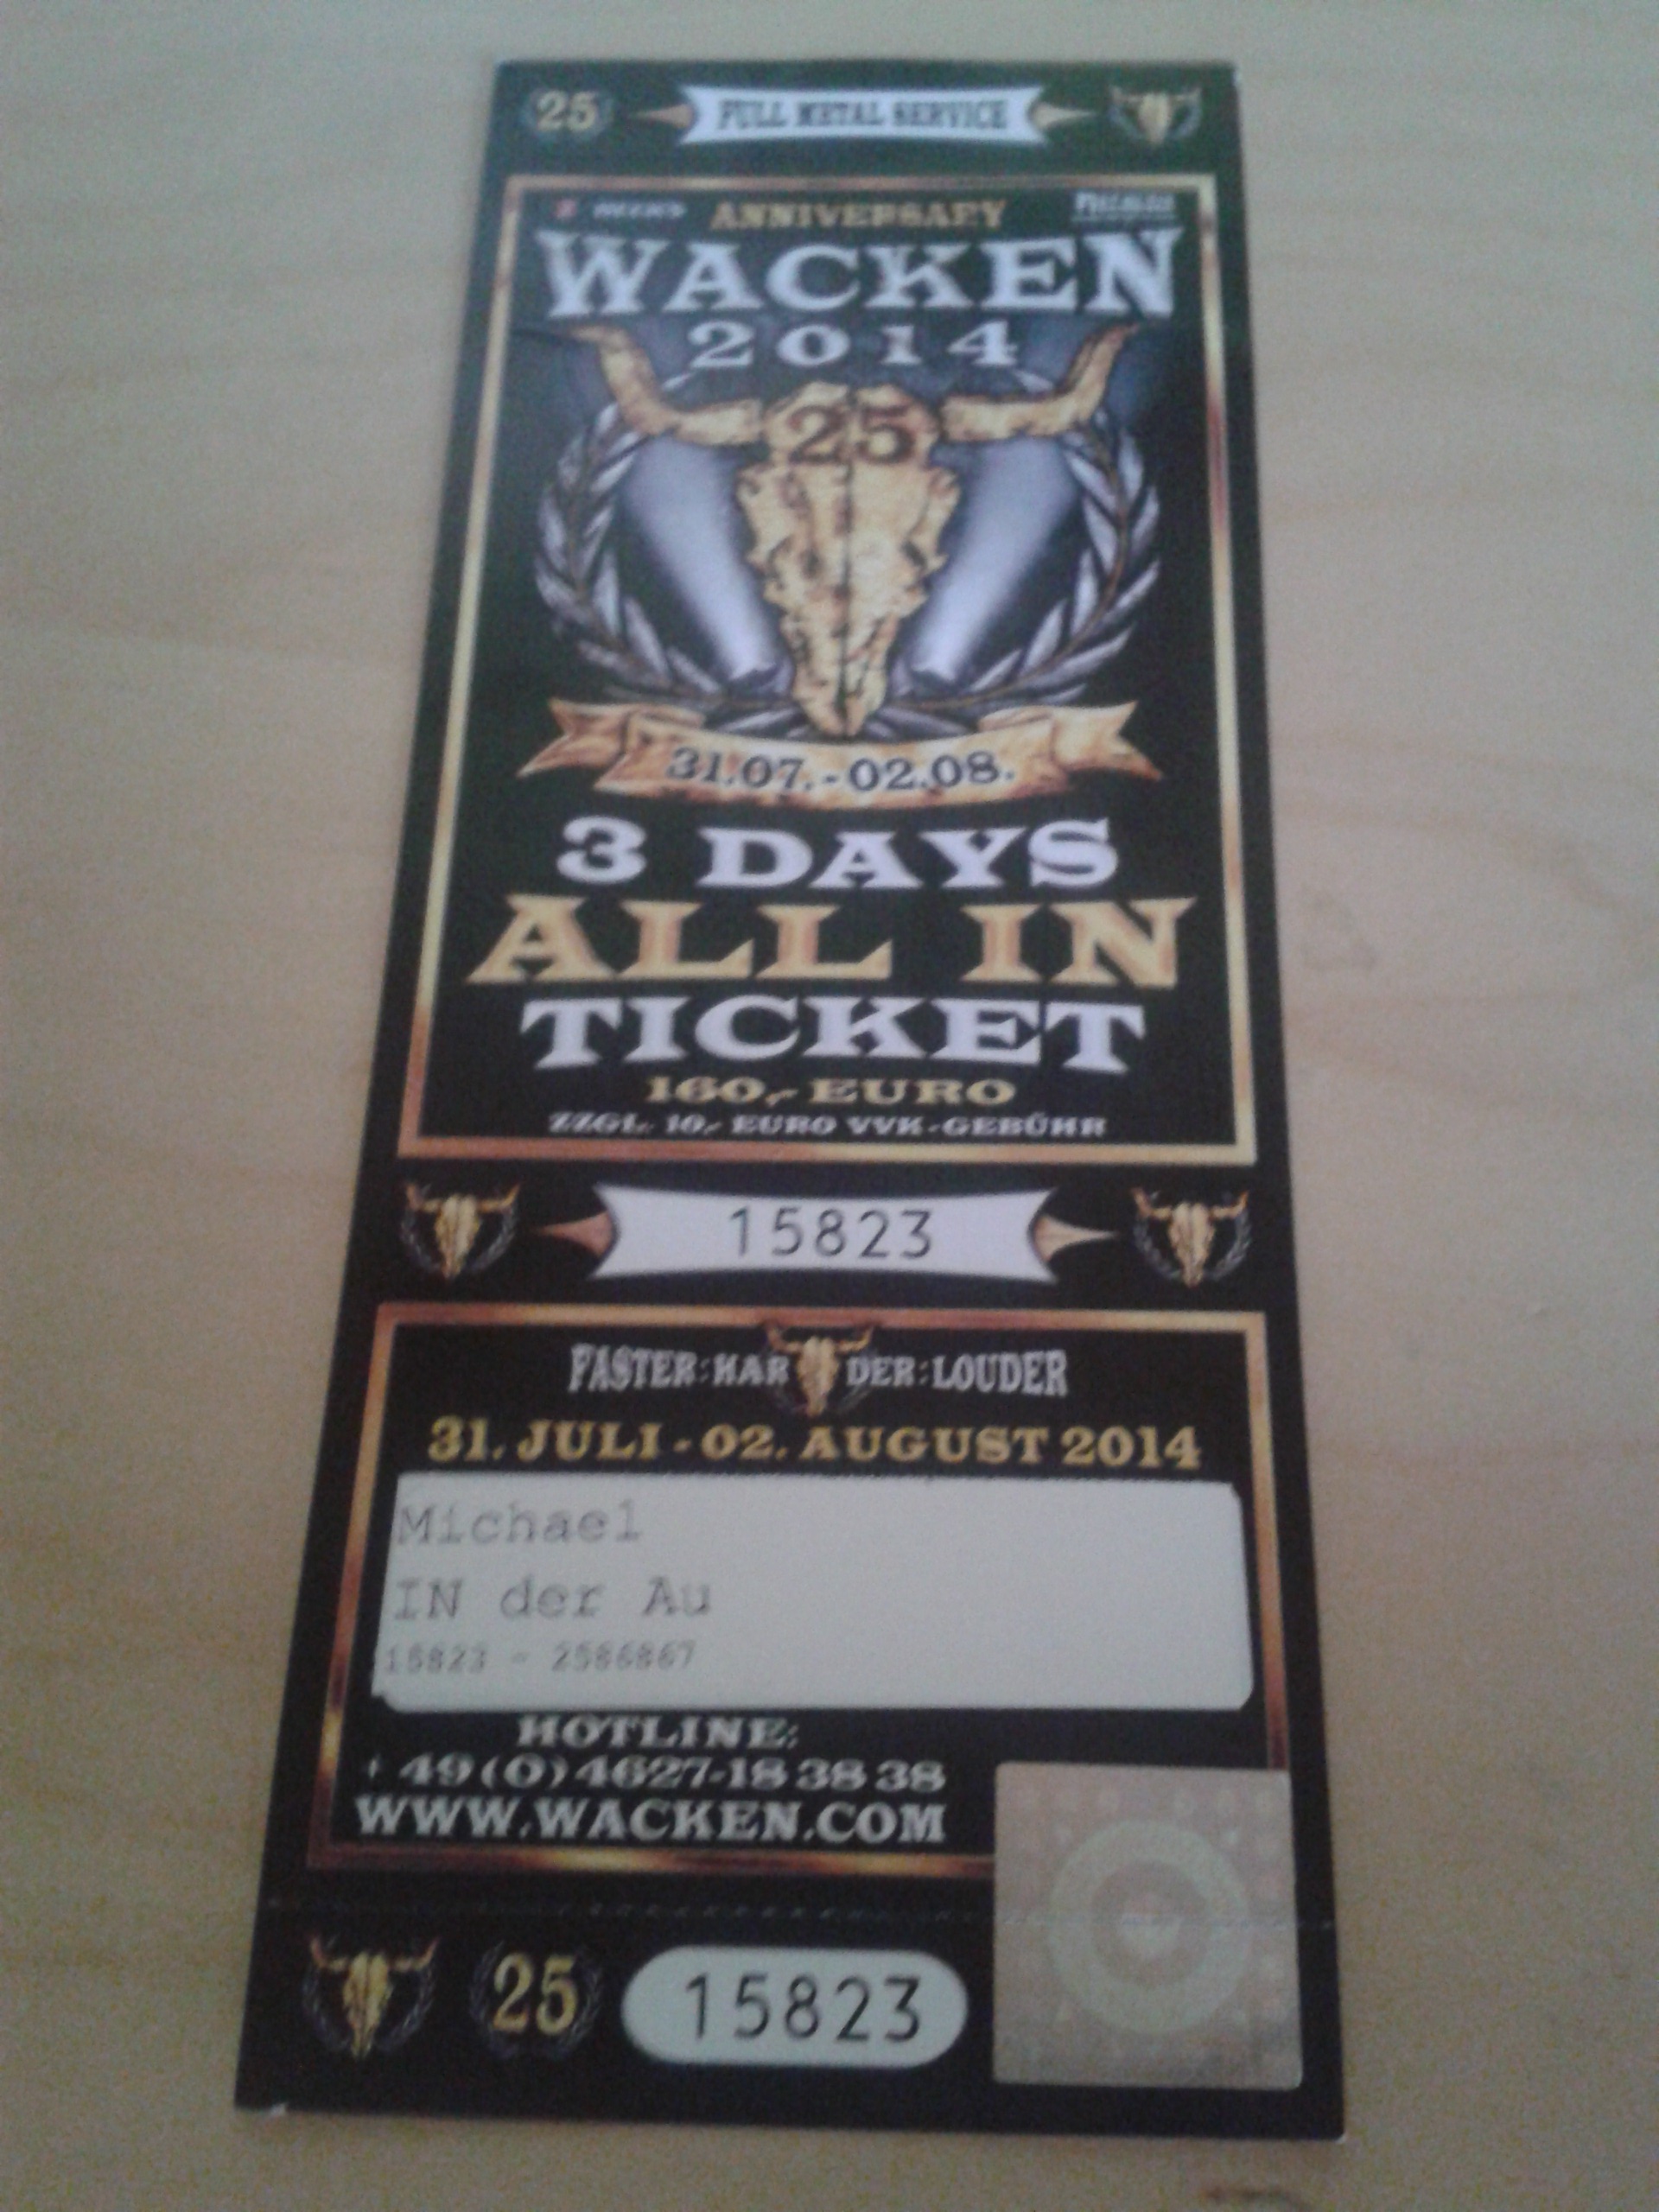 25 FULL METAL SERVICE
ANNIVERSARY
WACKEN
2014
25
31.07.-02.08.
3 DAYS
ALL IN
TICKET
160,- EURO
ZZGL. 10,- EURO VVK-GEBÜHR
15823
FASTER:HAR DER:LOUDER
31. JULI - 02. AUGUST 2014
Michael
IN der Au
15823 - 2586867
HOTLINE:
+49(0)4627-18 38 38
WWW.WACKEN.COM
25 15823